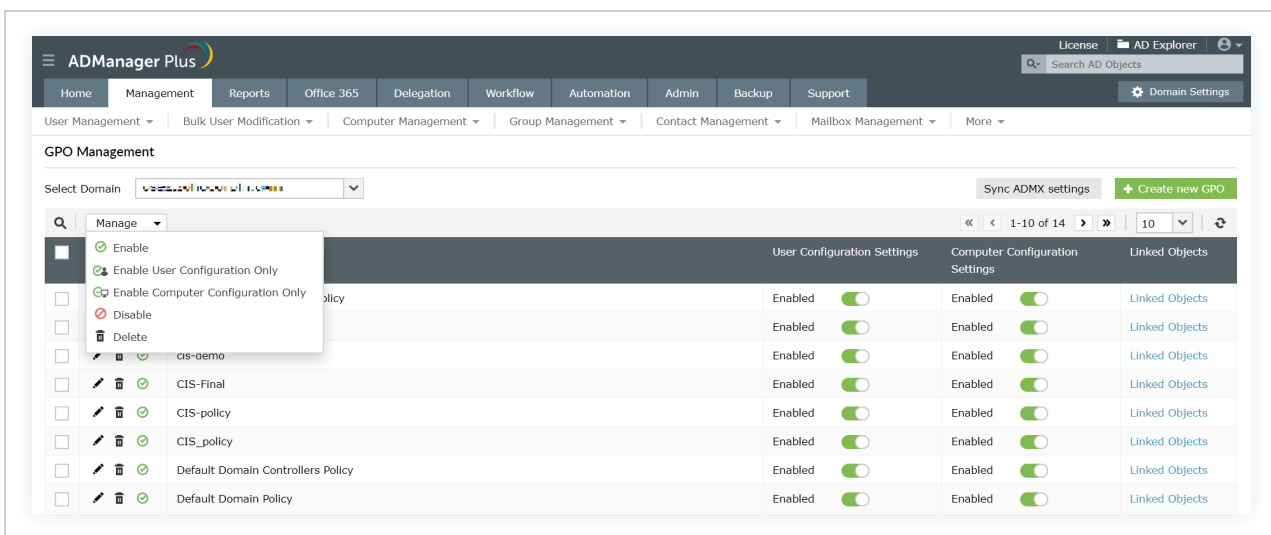 License AD Explorer
ADManager Plus
Search AD Objects
Home Management Reports Office 365 Delegation Workflow Automation Admin Backup Support Domain Settings
User Management Bulk User Modification Computer Management Group Management Contact Management Mailbox Management More
GPO Management
Select Domain Sync ADMX settings Create new GPO
Manage 1-10 of 14 10
Enable User Configuration Settings Computer Configuration Settings Linked Objects
Enable User Configuration Only
Enable Computer Configuration Only olicy Enabled Enabled Linked Objects
Disable Enabled Enabled Linked Objects
Delete
cis-demo Enabled Enabled Linked Objects
CIS-Final Enabled Enabled Linked Objects
CIS-policy Enabled Enabled Linked Objects
CIS_policy Enabled Enabled Linked Objects
Default Domain Controllers Policy Enabled Enabled Linked Objects
Default Domain Policy Enabled Enabled Linked Objects